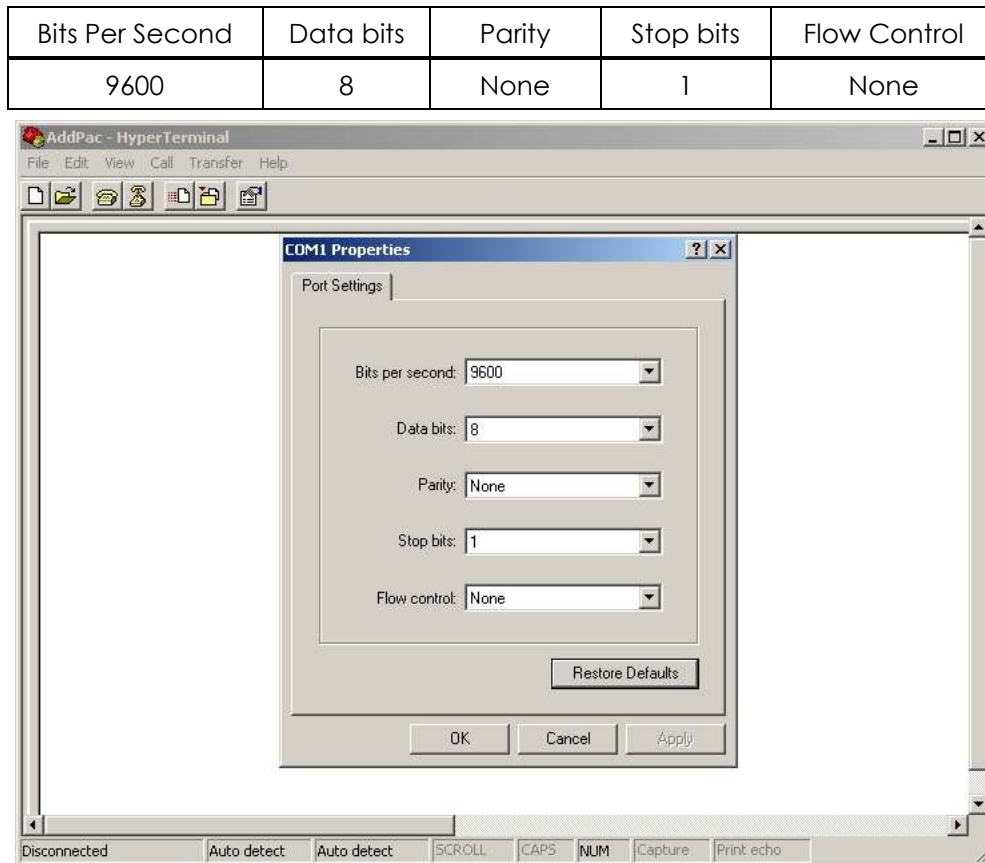 Bits Per Second Data bits Parity Stop bits Flow Control
9600 8 None 1 None
AddPac - HyperTerminal
File Edit View Call Transfer Help
COM1 Properties
Port Settings
Bits per second: 9600
Data bits: 8
Parity: None
Stop bits: 1
Flow control: None
Restore Defaults
OK Cancel Apply
Disconnected Auto detect Auto detect SCROLL CAPS NUM Capture Print echo